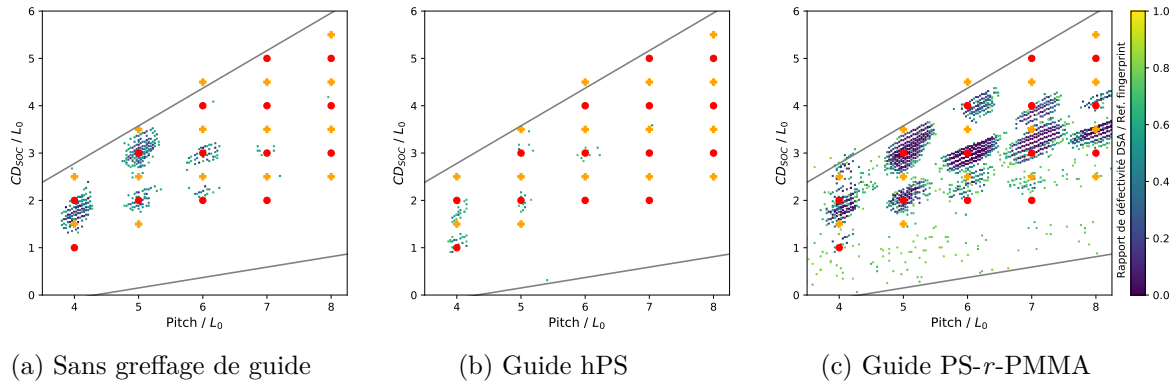 6
5
4
3
2
1
0
CD_SOC / L_0
4 5 6 7 8
Pitch / L_0
(a) Sans greffage de guide
6
5
4
3
2
1
0
CD_SOC / L_0
4 5 6 7 8
Pitch / L_0
(b) Guide hPS
6
5
4
3
2
1
0
CD_SOC / L_0
4 5 6 7 8
Pitch / L_0
(c) Guide PS-r-PMMA
1.0
0.8
0.6
0.4
0.2
0.0
Rapport de défectivité DSA / Ref. fingerprint